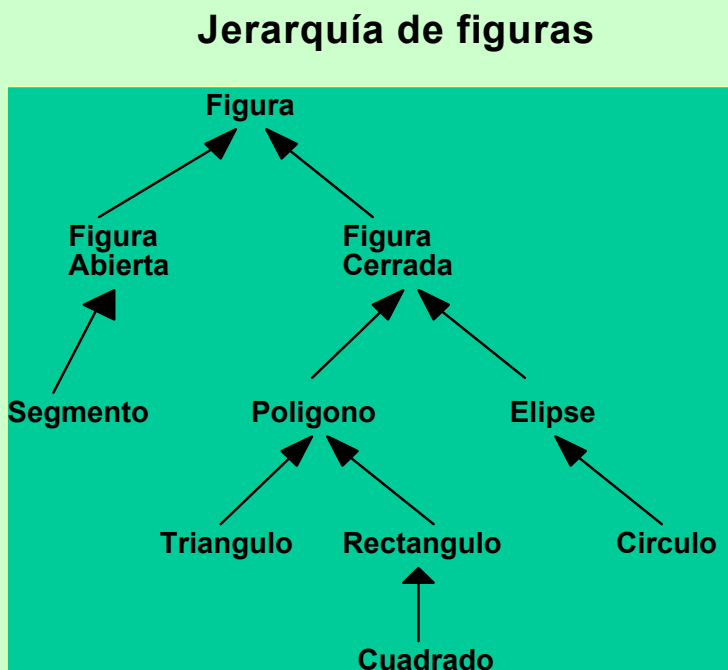 Jerarquía de figuras
Figura
Figura
Abierta
Figura
Cerrada
Segmento
Poligono
Elipse
Triangulo
Rectangulo
Circulo
Cuadrado